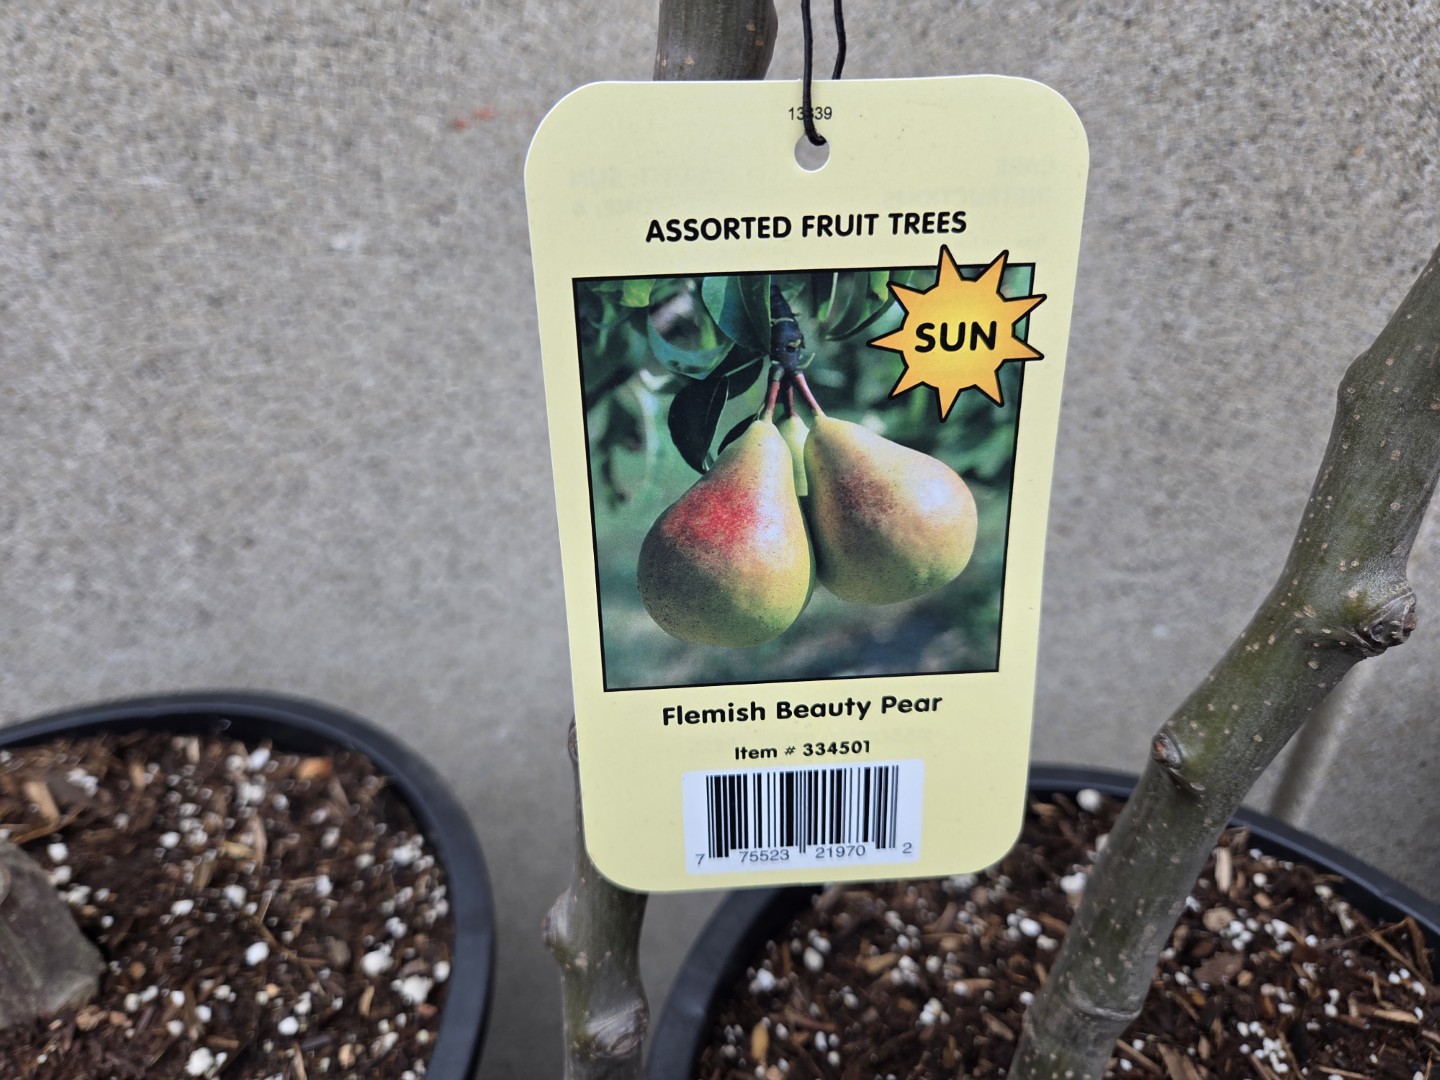 ASSORTED FRUIT TREES
SUN
Flemish Beauty Pear
Item # 334501
7 75523 21970 2